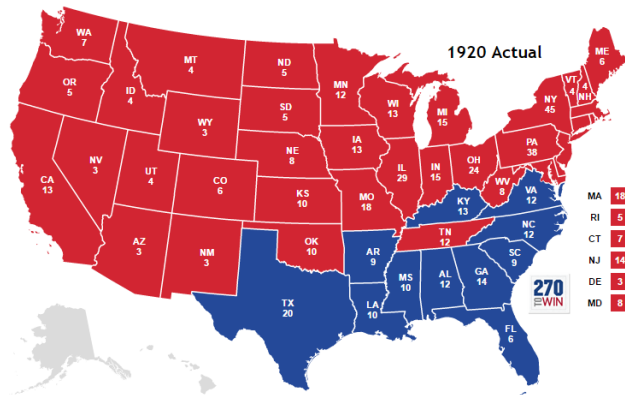 1920 Actual
WA
7
OR
5
CA
13
NV
3
ID
4
MT
4
WY
3
UT
4
AZ
3
CO
6
NM
3
ND
5
SD
5
NE
8
KS
10
OK
10
TX
20
MN
12
IA
13
MO
18
AR
9
LA
10
WI
13
IL
29
MI
15
IN
15
OH
24
KY
13
TN
12
MS
10
AL
12
GA
14
FL
6
SC
9
NC
12
VA
12
WV
8
PA
38
NY
45
VT
4
4
NH
ME
6
MA 18
RI 5
CT 7
NJ 14
DE 3
MD 8
270
TO
WIN